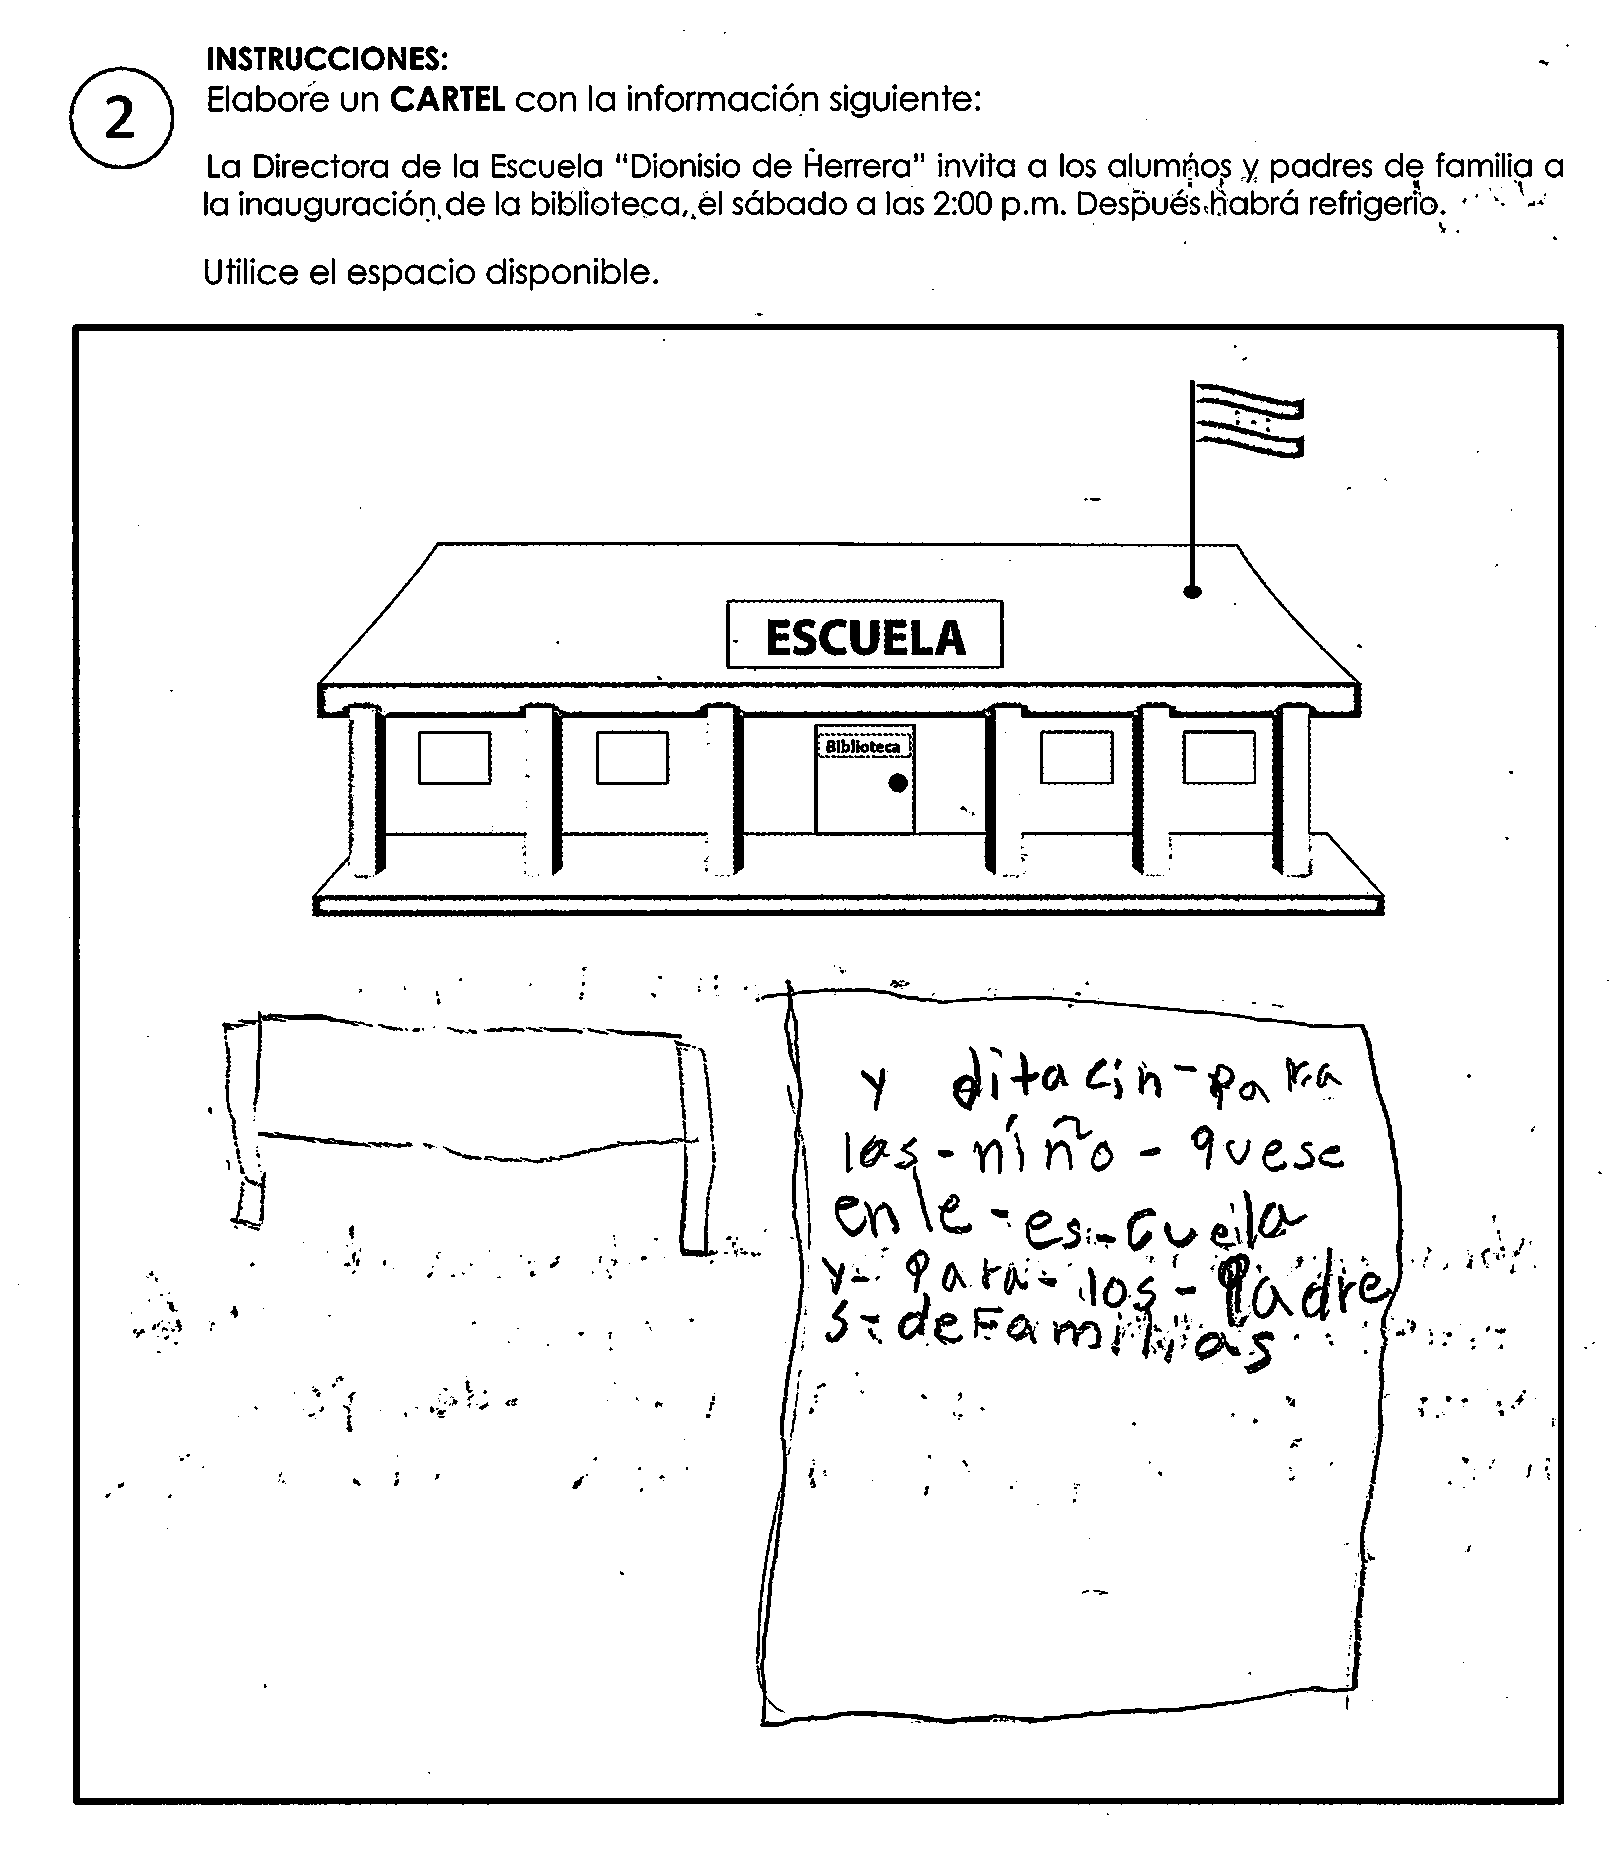 INSTRUCCIONES:
2
Elabore un CARTEL con la información siguiente:
La Directora de la Escuela "Dionisio de Herrera" invita a los alumnos y padres de familia a
la inauguración de la biblioteca, el sábado a las 2:00 p.m. Después habrá refrigerio.
Utilice el espacio disponible.
ESCUELA
Biblioteca
y ditacin-para
los-niño-quese
enle-es-cuela
y-para-los-Padre
s-deFamilias